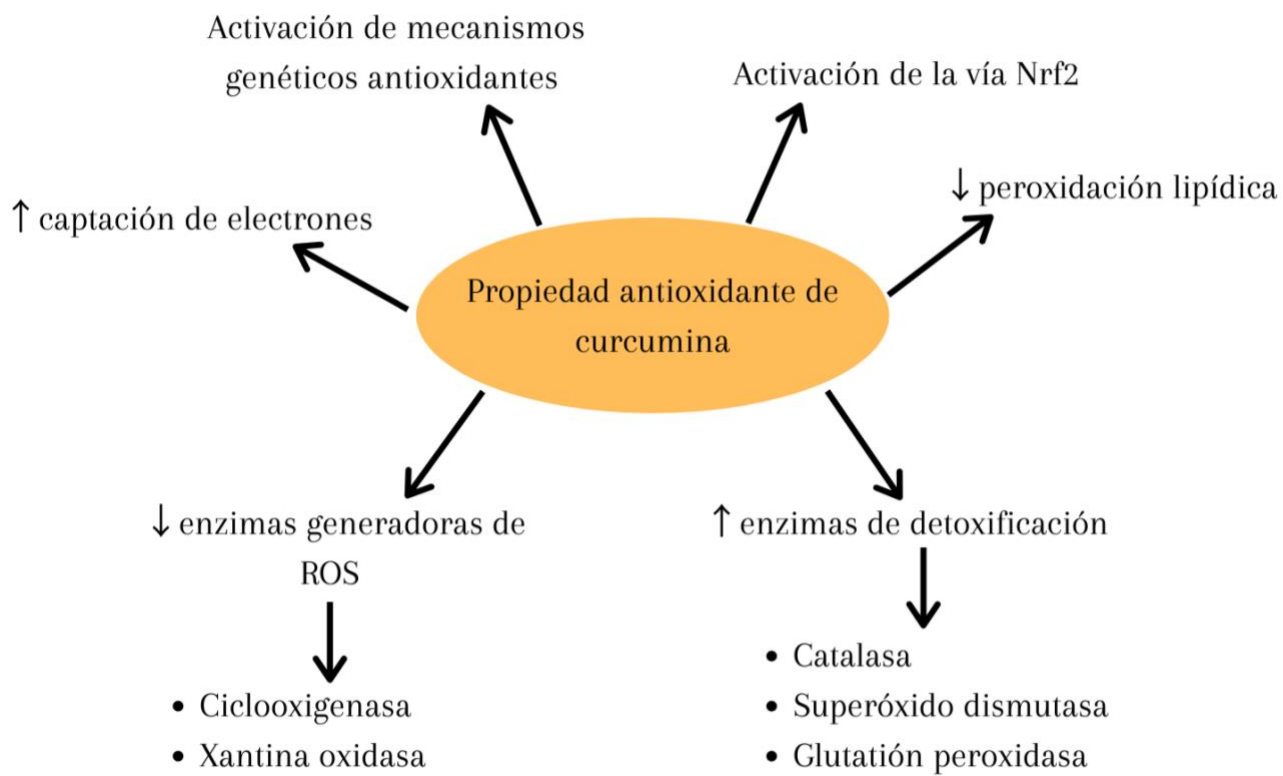 Activación de mecanismos
genéticos antioxidantes
Activación de la vía Nrf2
↓ peroxidación lipídica
↑ captación de electrones
Propiedad antioxidante de
curcumina
↓ enzimas generadoras de
ROS
• Ciclooxigenasa
• Xantina oxidasa
↑ enzimas de detoxificación
• Catalasa
• Superóxido dismutasa
• Glutatión peroxidasa